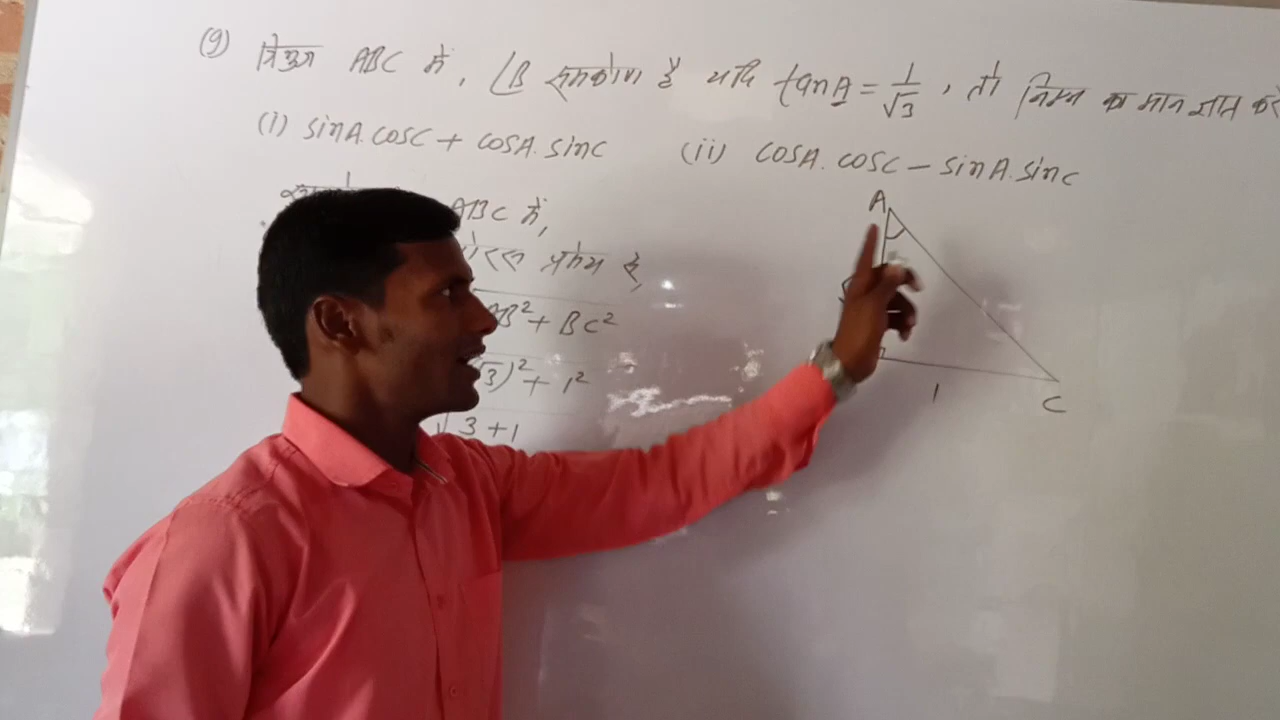 (9) त्रिभुज ABC में, ∠B समकोण है यदि tanA = 1/√3, तो निम्न का मान ज्ञात करें
(i) sinA.cosC + cosA.sinC (ii) cosA.cosC - sinA.sinC
ABC में,
प्रमेय से,
AB² + BC²
√3)² + 1²
√3 + 1
A
1
C